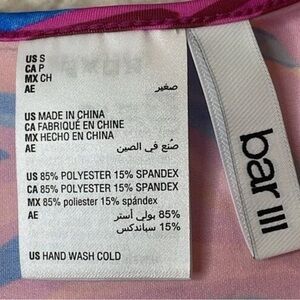 US S
CA P
MX CH
AE صغير
US MADE IN CHINA
CA FABRIQUÉ EN CHINE
MX HECHO EN CHINA
AE صُنع في الصين
US 85% POLYESTER 15% SPANDEX
CA 85% POLYESTER 15% SPANDEX
MX 85% poliester 15% spándex
AE 85% بولي أستر
15% سباندكس
US HAND WASH COLD
bar III